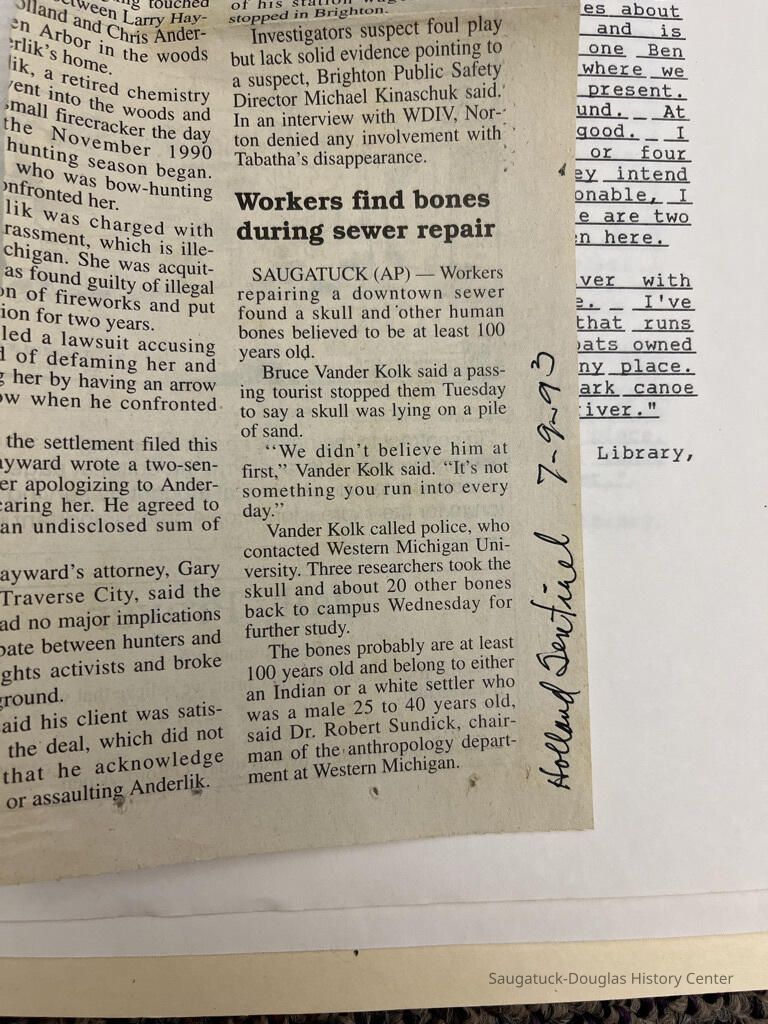 touched
between Larry Hay-
olland and Chris Ander-
en Arbor in the woods
erlik's home.
lik, a retired chemistry
vent into the woods and
small firecracker the day
the November 1990
hunting season began.
who was bow-hunting
onfronted her.
lik was charged with
rassment, which is ille-
chigan. She was acquit-
as found guilty of illegal
on of fireworks and put
ion for two years.
led a lawsuit accusing
d of defaming her and
g her by having an arrow
ow when he confronted
the settlement filed this
ayward wrote a two-sen-
er apologizing to Ander-
caring her. He agreed to
an undisclosed sum of
ayward's attorney, Gary
Traverse City, said the
ad no major implications
bate between hunters and
ghts activists and broke
ground.
aid his client was satis-
the deal, which did not
that he acknowledge
or assaulting Anderlik.
of his station
stopped in Brighton.
Investigators suspect foul play
but lack solid evidence pointing to
a suspect, Brighton Public Safety
Director Michael Kinaschuk said.
In an interview with WDIV, Nor-
ton denied any involvement with
Tabatha's disappearance.
Workers find bones
during sewer repair
SAUGATUCK (AP) — Workers
repairing a downtown sewer
found a skull and other human
bones believed to be at least 100
years old.
Bruce Vander Kolk said a pass-
ing tourist stopped them Tuesday
to say a skull was lying on a pile
of sand.
"We didn't believe him at
first," Vander Kolk said. "It's not
something you run into every
day."
Vander Kolk called police, who
contacted Western Michigan Uni-
versity. Three researchers took the
skull and about 20 other bones
back to campus Wednesday for
further study.
The bones probably are at least
100 years old and belong to either
an Indian or a white settler who
was a male 25 to 40 years old,
said Dr. Robert Sundick, chair-
man of the anthropology depart-
ment at Western Michigan.
Holland Sentinel 7-9-93
es about
and is
one Ben
where we
present.
und. At
good. I
or four
ey intend
onable, I
e are two
n here.
ver with
e. I've
that runs
oats owned
ny place.
ark canoe
river."
Library,
Saugatuck-Douglas History Center